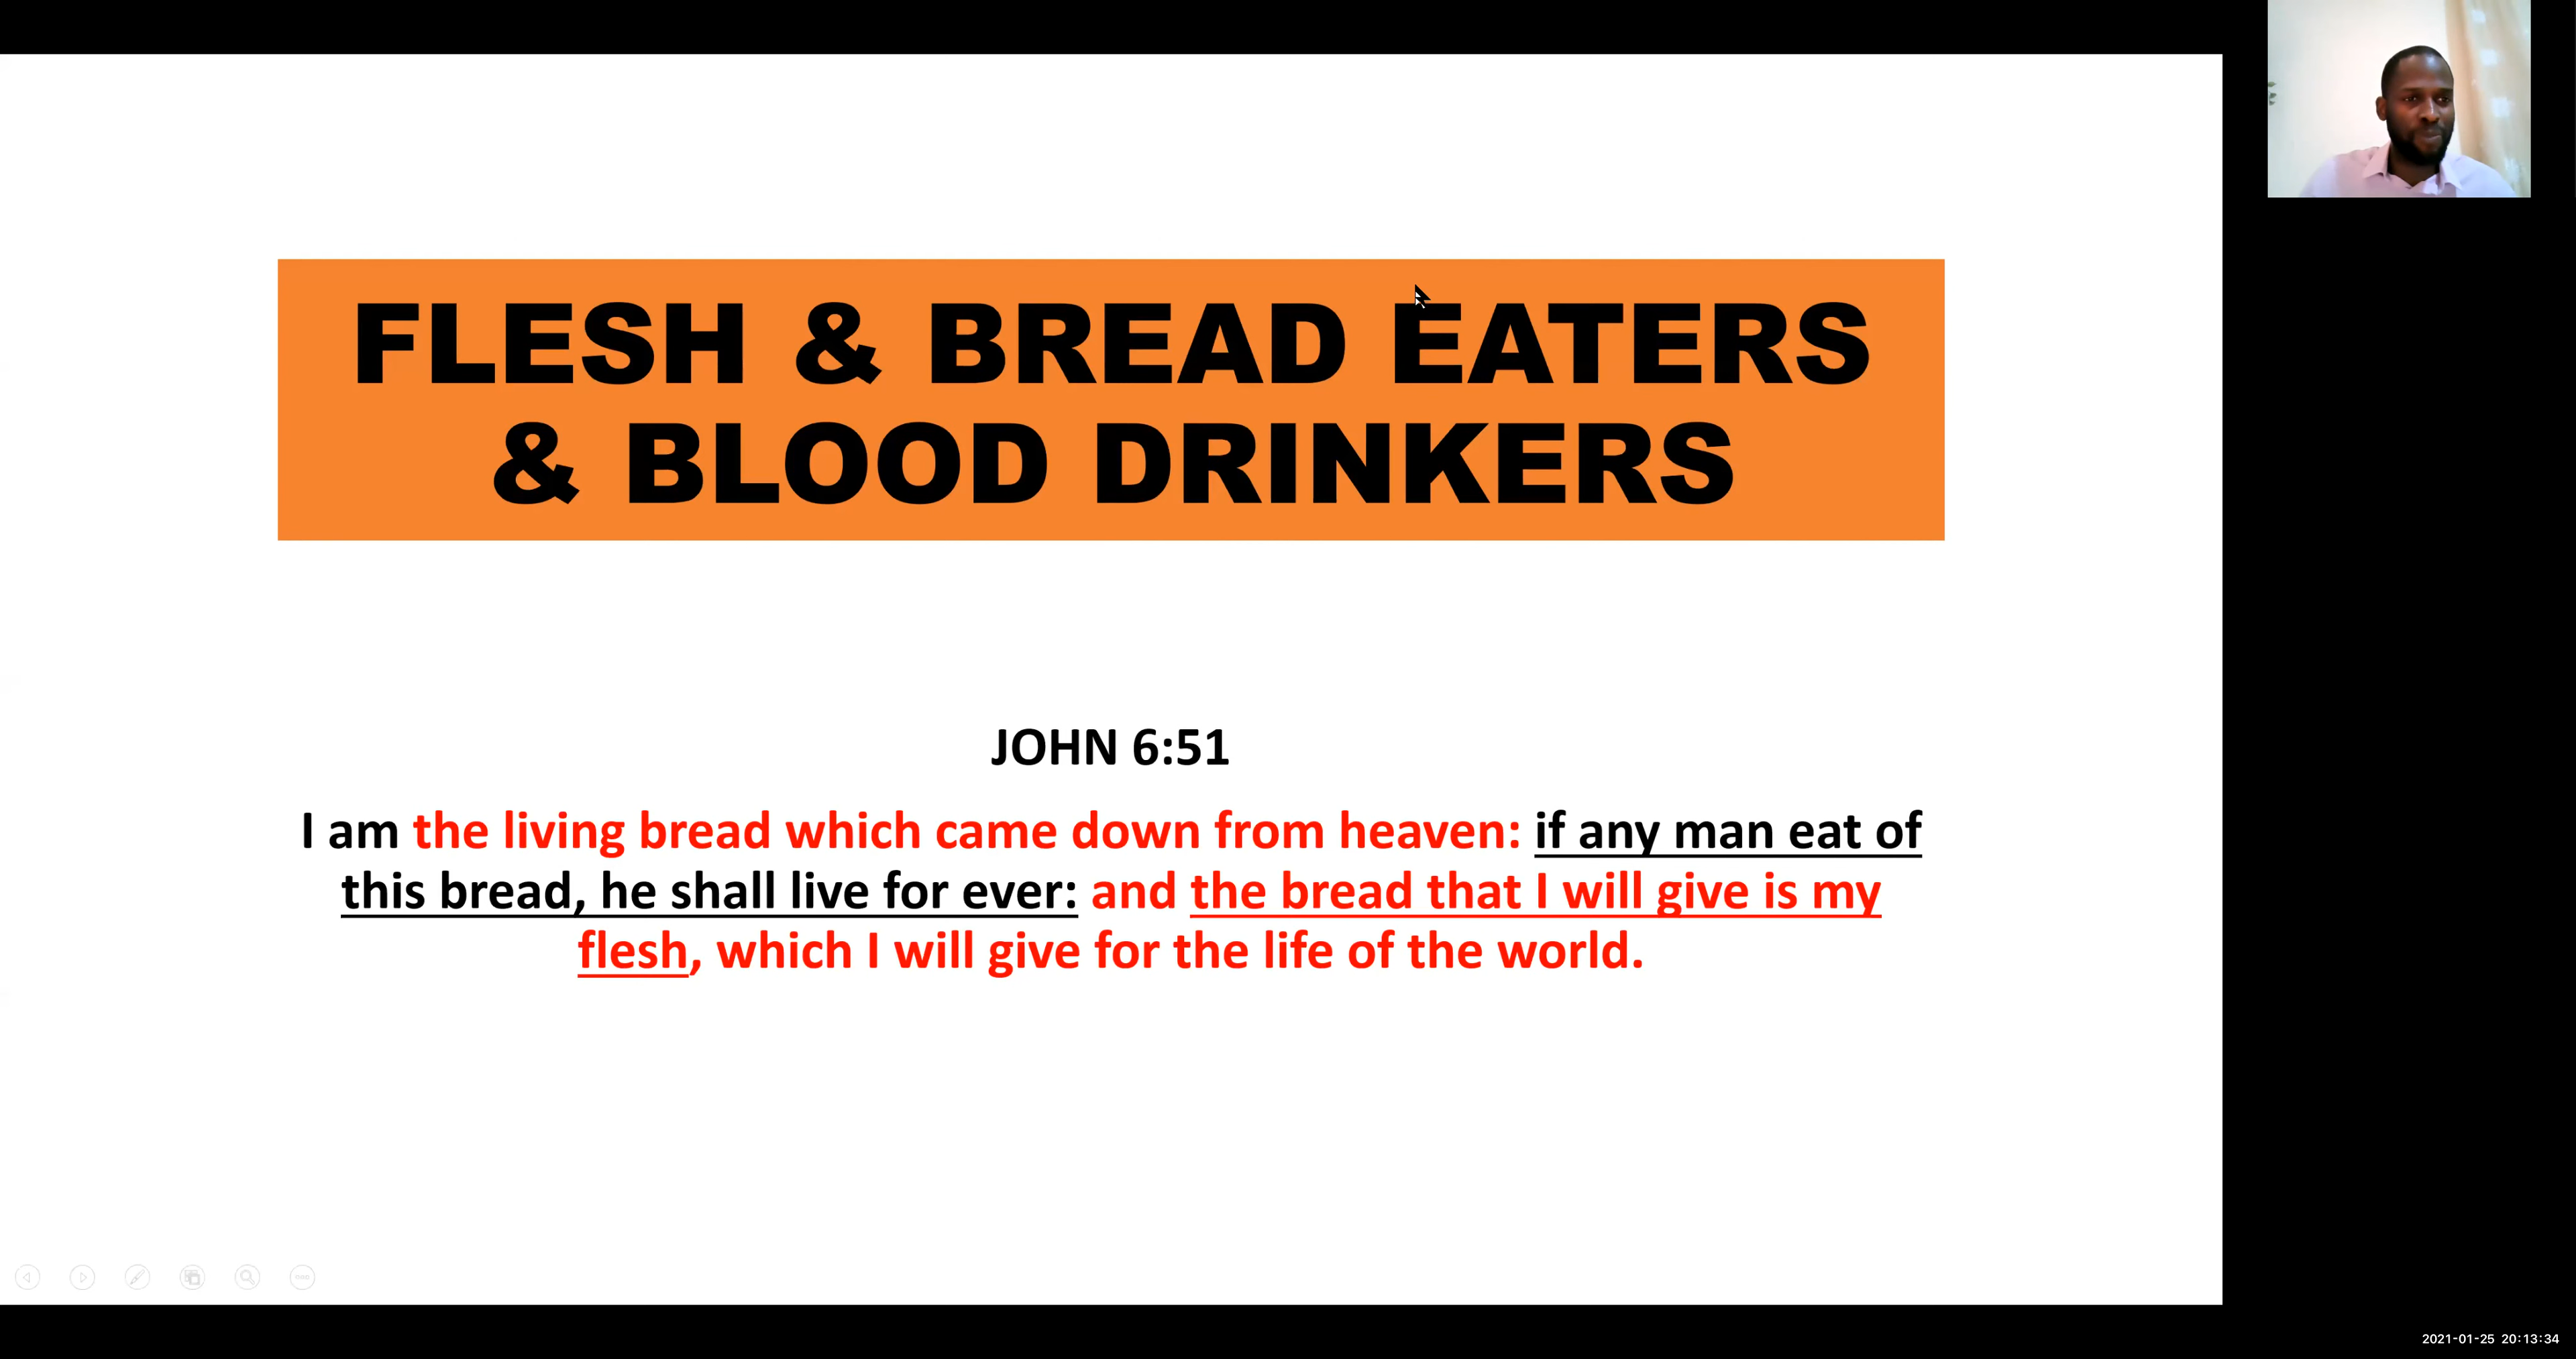 FLESH & BREAD EATERS
& BLOOD DRINKERS
JOHN 6:51
I am the living bread which came down from heaven: if any man eat of
this bread, he shall live for ever: and the bread that I will give is my
flesh, which I will give for the life of the world.
2021-01-25 20:13:34